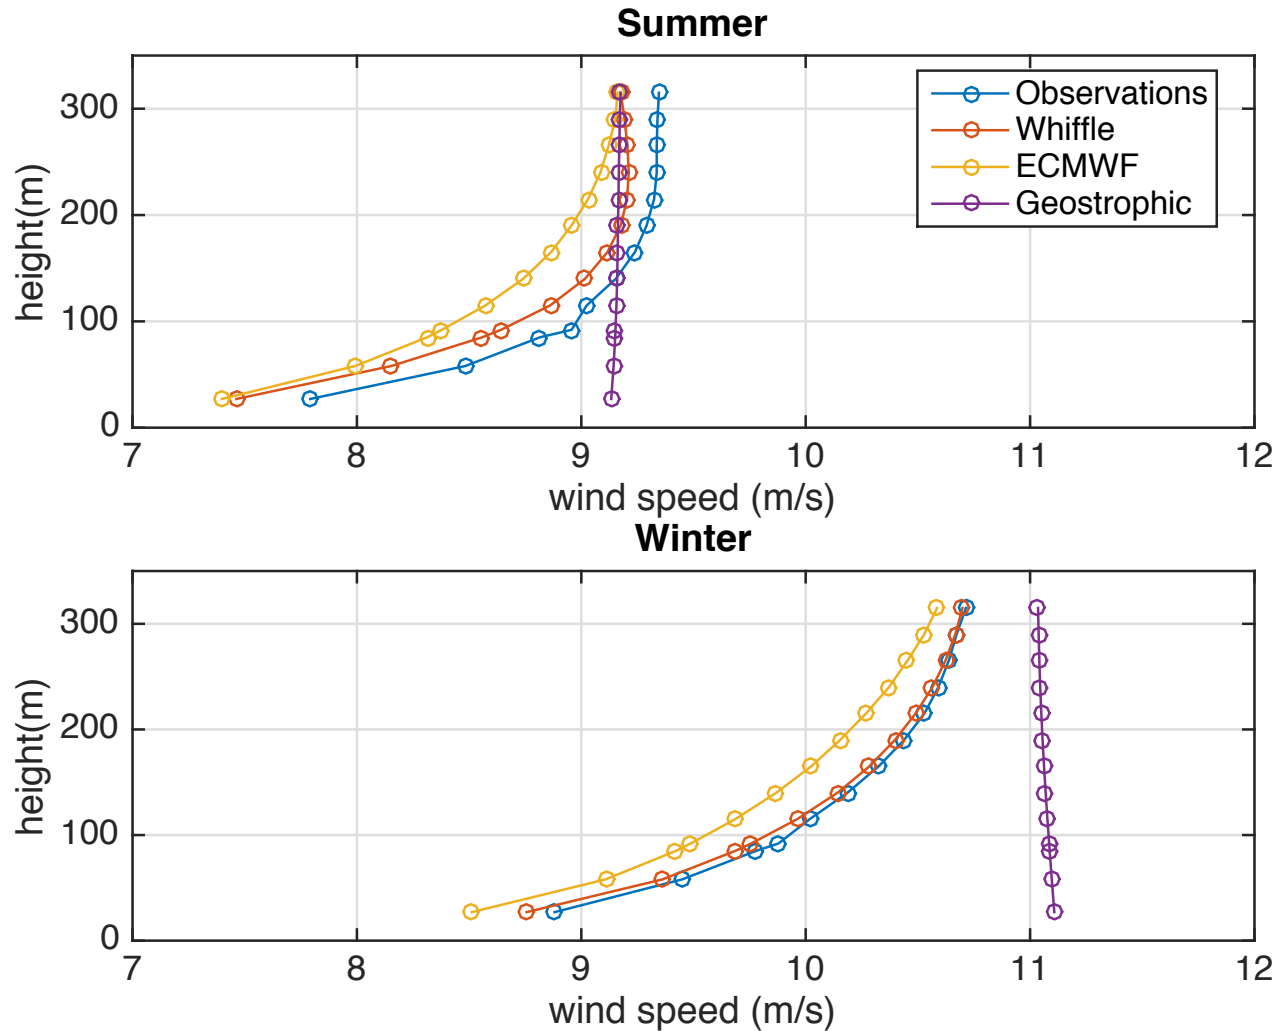 Summer
300
200
100
0
height(m)
7 8 9 10 11 12
wind speed (m/s)
Observations
Whiffle
ECMWF
Geostrophic
Winter
300
200
100
0
height(m)
7 8 9 10 11 12
wind speed (m/s)